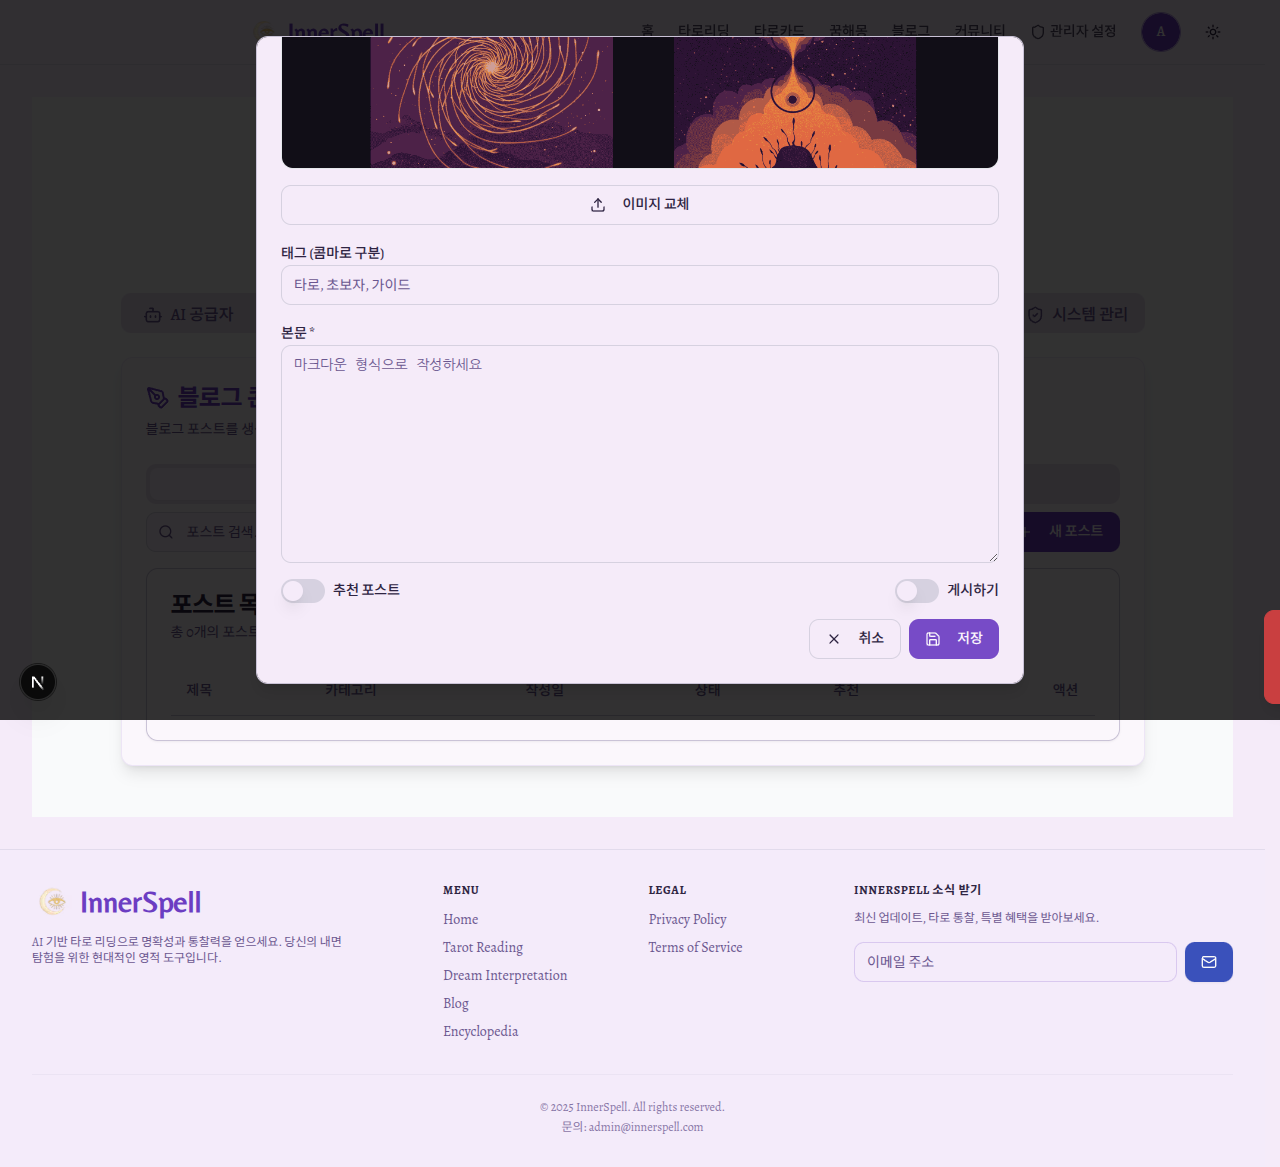 InnerSpell
홈
타로리딩
타로카드
꿈해몽
블로그
커뮤니티
관리자 설정
A
이미지 교체
태그 (콤마로 구분)
타로, 초보자, 가이드
본문 *
마크다운 형식으로 작성하세요
추천 포스트
게시하기
취소
저장
AI 공급자
시스템 관리
블로그
블로그 포스트를
포스트 검색
새 포스트
포스트 목
총 0개의 포스트
제목
카테고리
작성일
상태
추천
액션
N
InnerSpell
AI 기반 타로 리딩으로 명확성과 통찰력을 얻으세요. 당신의 내면
탐험을 위한 현대적인 영적 도구입니다.
MENU
Home
Tarot Reading
Dream Interpretation
Blog
Encyclopedia
LEGAL
Privacy Policy
Terms of Service
INNERSPELL 소식 받기
최신 업데이트, 타로 통찰, 특별 혜택을 받아보세요.
이메일 주소
© 2025 InnerSpell. All rights reserved.
문의: admin@innerspell.com